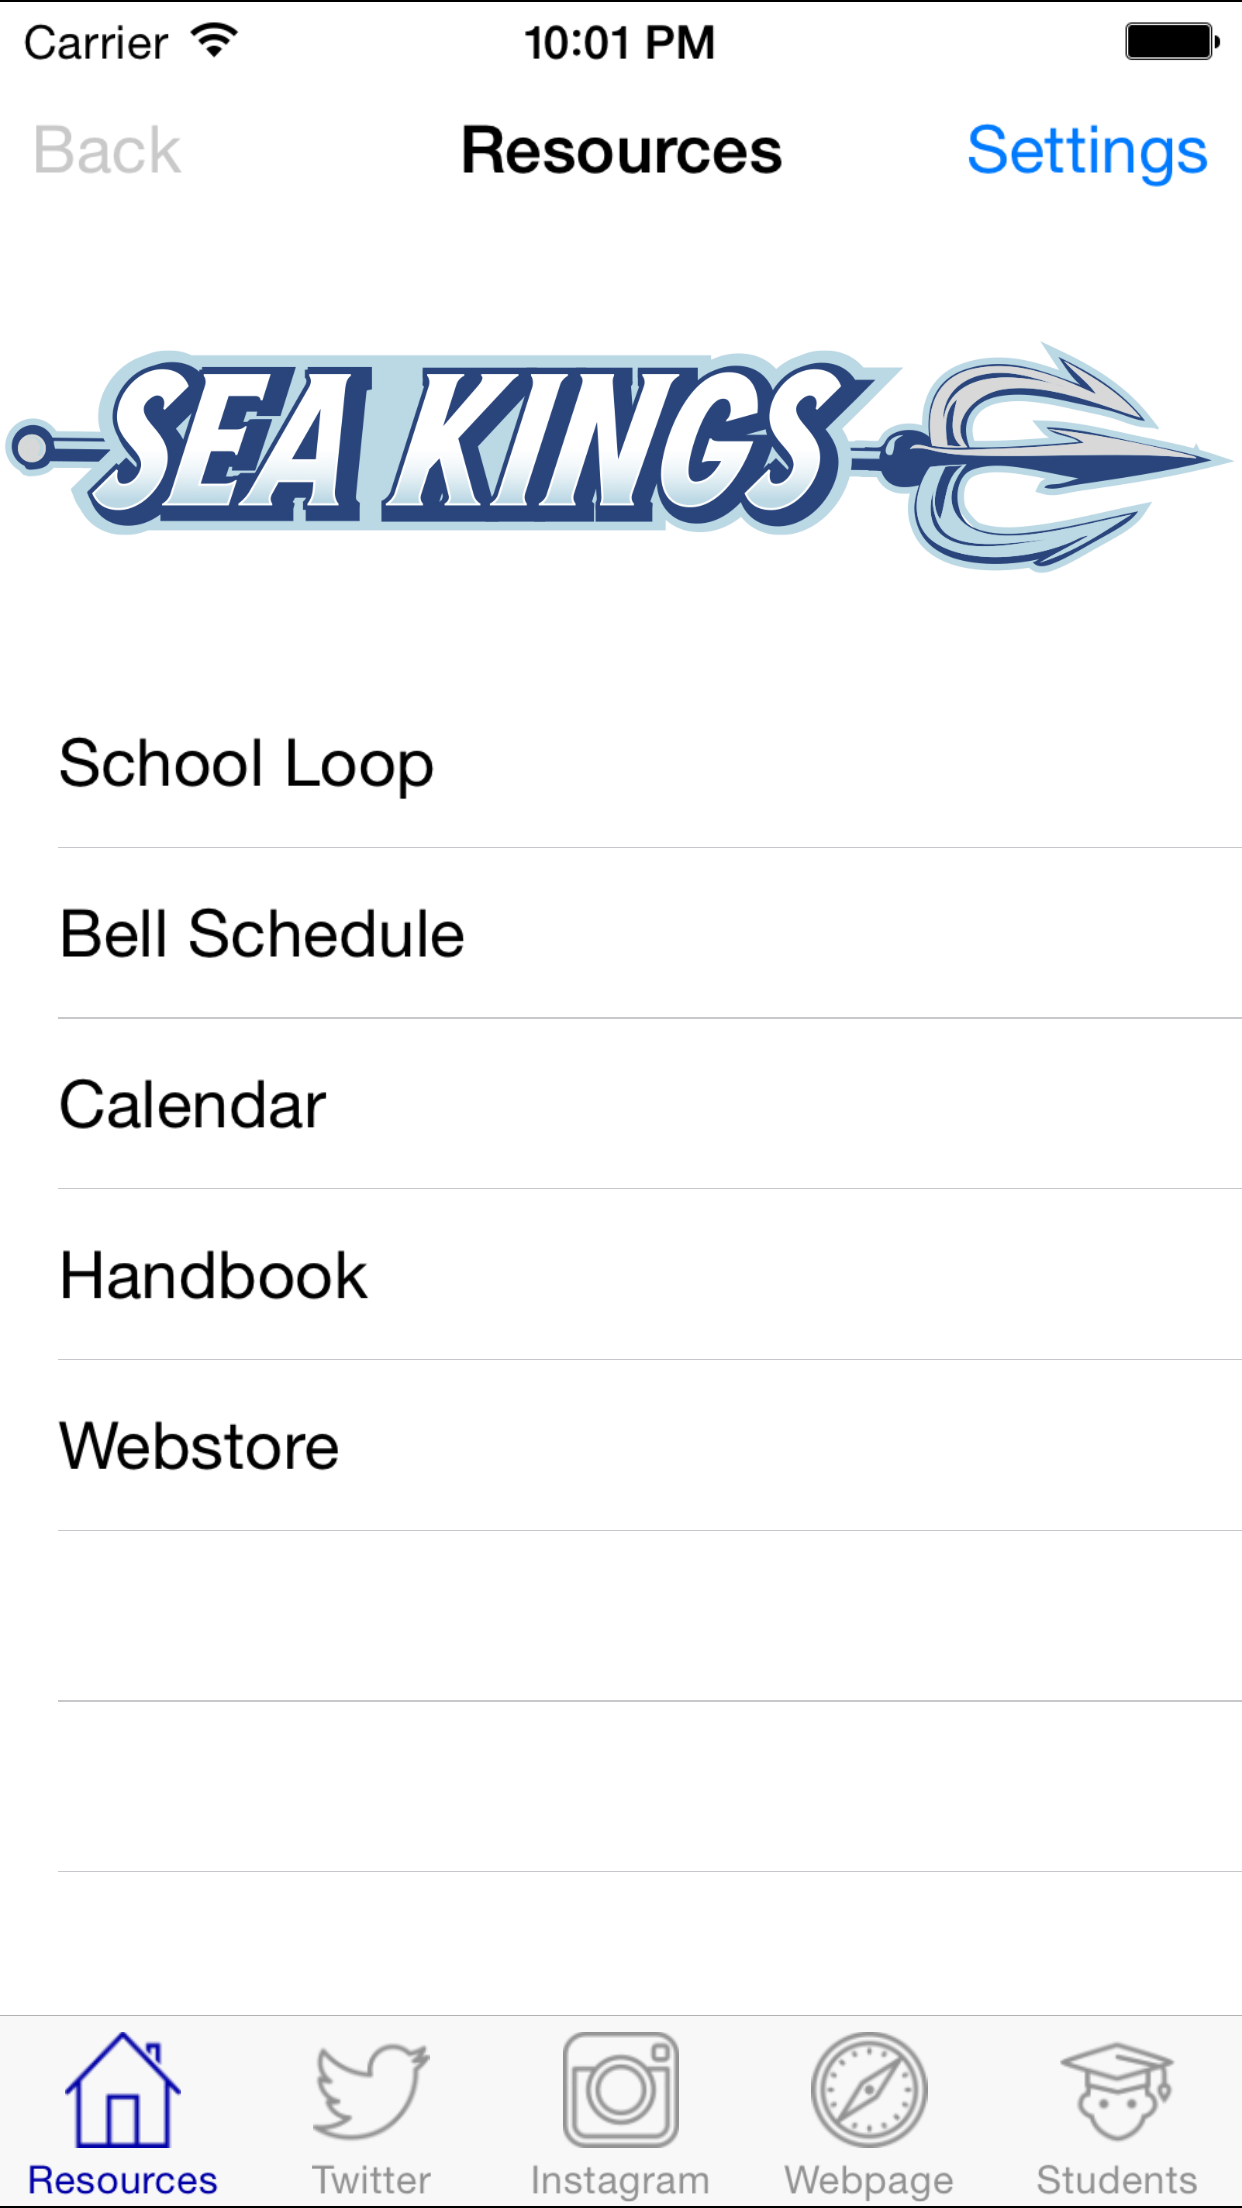 Carrier 10:01 PM
Back Resources Settings
SEA KINGS
School Loop
Bell Schedule
Calendar
Handbook
Webstore
Resources Twitter Instagram Webpage Students